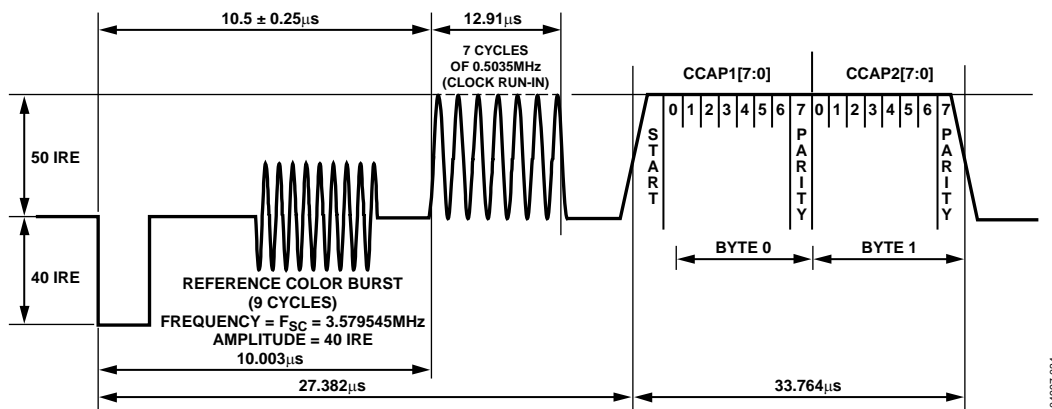 10.5 ± 0.25μs
12.91μs
7 CYCLES
OF 0.5035MHz
(CLOCK RUN-IN)
CCAP1[7:0]
CCAP2[7:0]
0 1 2 3 4 5 6 7 0 1 2 3 4 5 6 7
START
PARITY
PARITY
50 IRE
40 IRE
BYTE 0
BYTE 1
REFERENCE COLOR BURST
(9 CYCLES)
FREQUENCY = FSC = 3.579545MHz
AMPLITUDE = 40 IRE
10.003μs
27.382μs
33.764μs